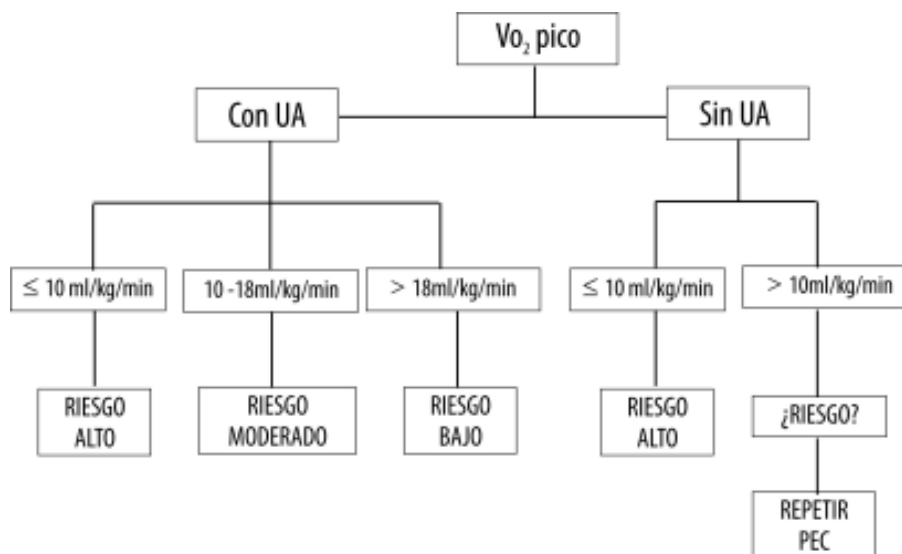 Vo₂ pico
Con UA
Sin UA
≤ 10 ml/kg/min
10 -18ml/kg/min
> 18ml/kg/min
≤ 10 ml/kg/min
> 10ml/kg/min
RIESGO
ALTO
RIESGO
MODERADO
RIESGO
BAJO
RIESGO
ALTO
¿RIESGO?
REPETIR
PEC